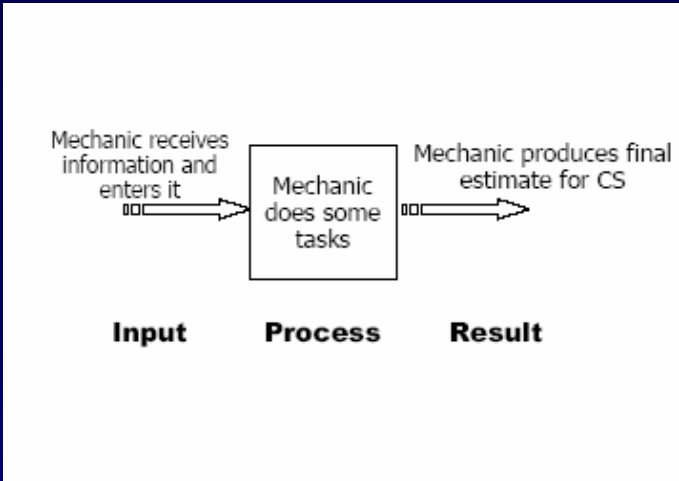 Mechanic receives
information and
enters it
Mechanic
does some
tasks
Mechanic produces final
estimate for CS
Input Process Result